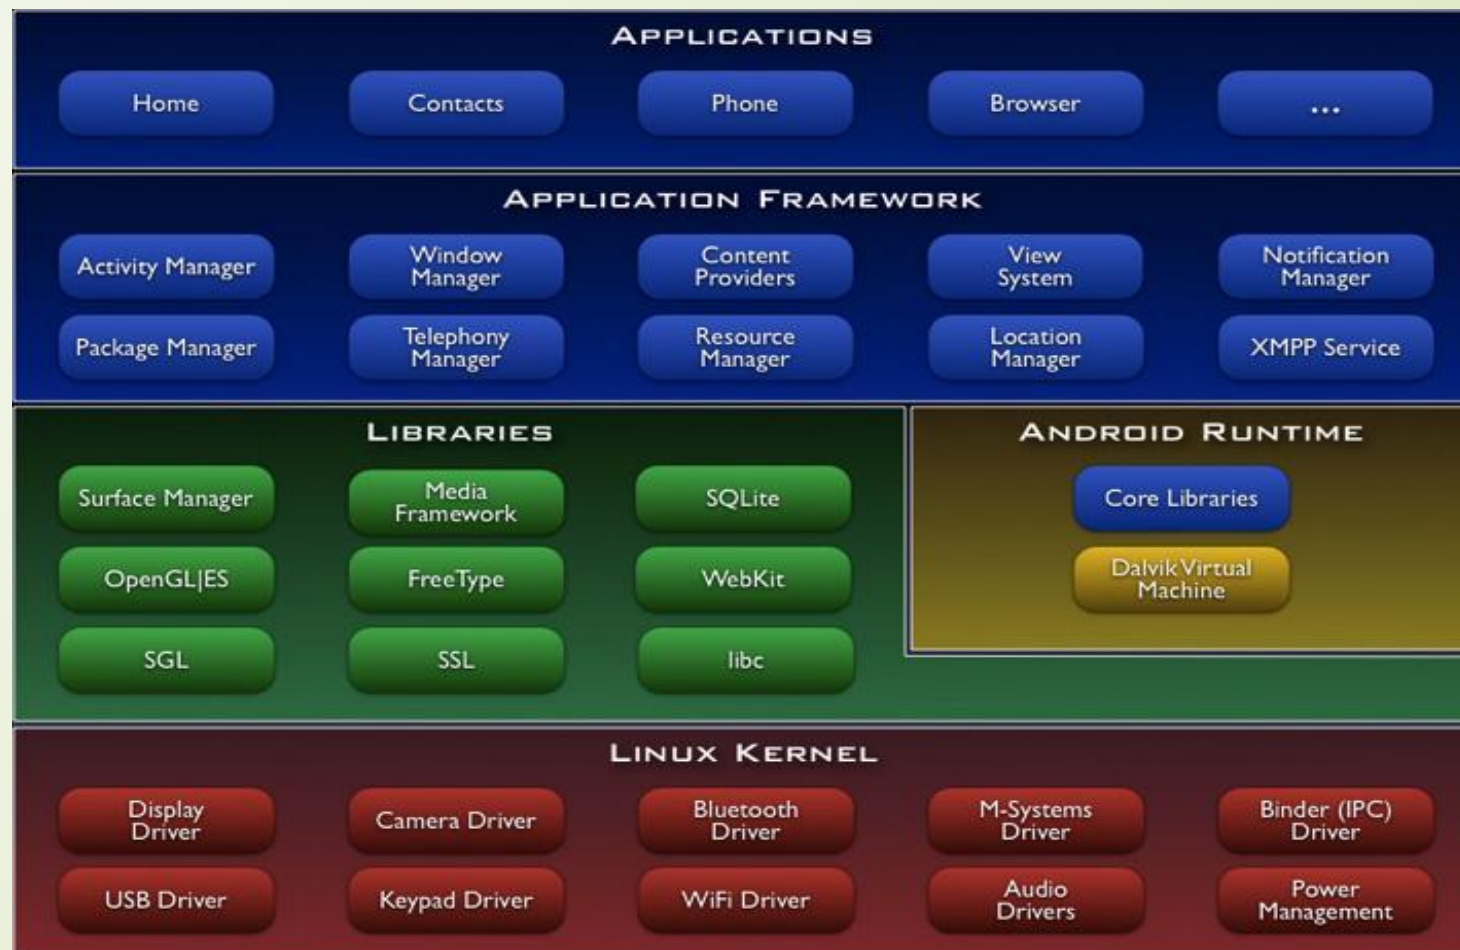 APPLICATIONS
Home
Contacts
Phone
Browser
...
APPLICATION FRAMEWORK
Activity Manager
Window
Manager
Content
Providers
View
System
Notification
Manager
Package Manager
Telephony
Manager
Resource
Manager
Location
Manager
XMPP Service
LIBRARIES
Surface Manager
Media
Framework
SQLite
OpenGL|ES
FreeType
WebKit
SGL
SSL
libc
ANDROID RUNTIME
Core Libraries
Dalvik Virtual
Machine
LINUX KERNEL
Display
Driver
Camera Driver
Bluetooth
Driver
M-Systems
Driver
Binder (IPC)
Driver
USB Driver
Keypad Driver
WiFi Driver
Audio
Drivers
Power
Management